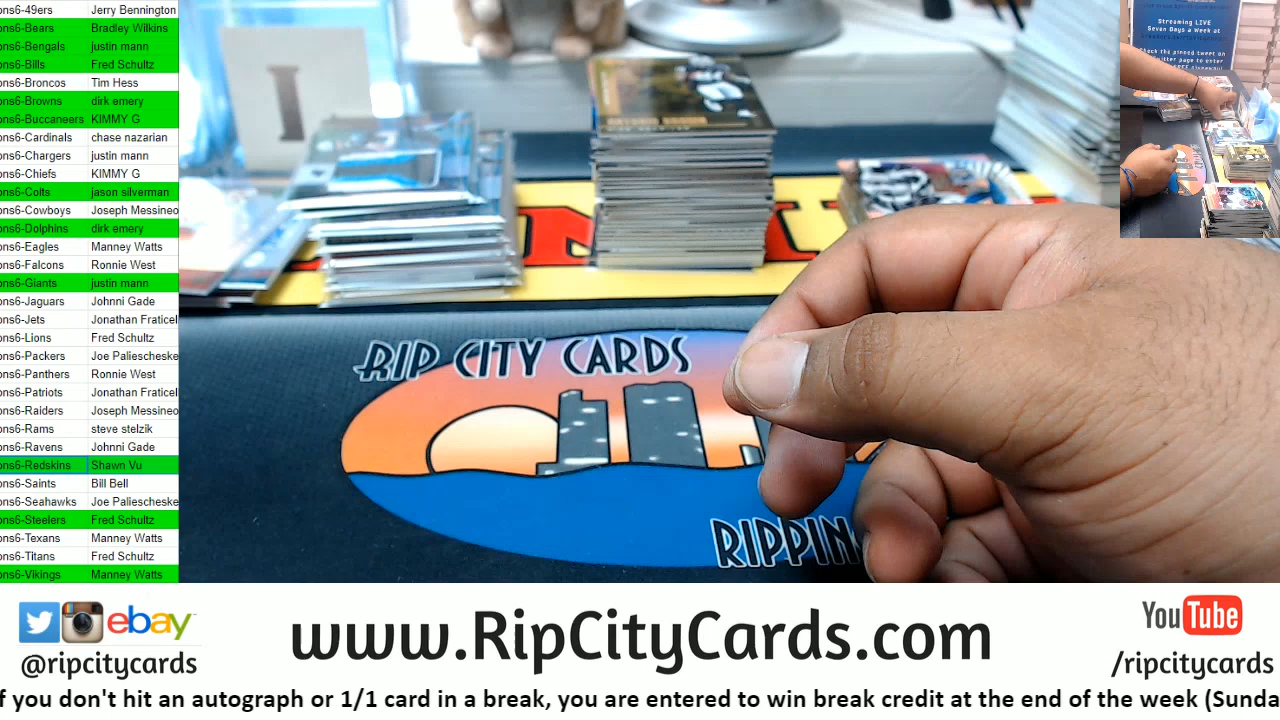 ons6-49ers Jerry Bennington
ons6-Bears Bradley Wilkins
ons6-Bengals justin mann
ons6-Bills Fred Schultz
ons6-Broncos Tim Hess
ons6-Browns dirk emery
ons6-Buccaneers KIMMY G
ons6-Cardinals chase nazarian
ons6-Chargers justin mann
ons6-Chiefs KIMMY G
ons6-Colts jason silverman
ons6-Cowboys Joseph Messineo
ons6-Dolphins dirk emery
ons6-Eagles Manney Watts
ons6-Falcons Ronnie West
ons6-Giants justin mann
ons6-Jaguars Johnni Gade
ons6-Jets Jonathan Fraticel
ons6-Lions Fred Schultz
ons6-Packers Joe Paliescheske
ons6-Panthers Ronnie West
ons6-Patriots Jonathan Fraticel
ons6-Raiders Joseph Messineo
ons6-Rams steve stelzik
ons6-Ravens Johnni Gade
ons6-Redskins Shawn Vu
ons6-Saints Bill Bell
ons6-Seahawks Joe Paliescheske
ons6-Steelers Fred Schultz
ons6-Texans Manney Watts
ons6-Titans Fred Schultz
ons6-Vikings Manney Watts
Streaming LIVE
Seven Days a Week at
RIP CITY CARDS
RIPPIN
ebay
@ripcitycards
www.RipCityCards.com
YouTube
/ripcitycards
f you don't hit an autograph or 1/1 card in a break, you are entered to win break credit at the end of the week (Sunda